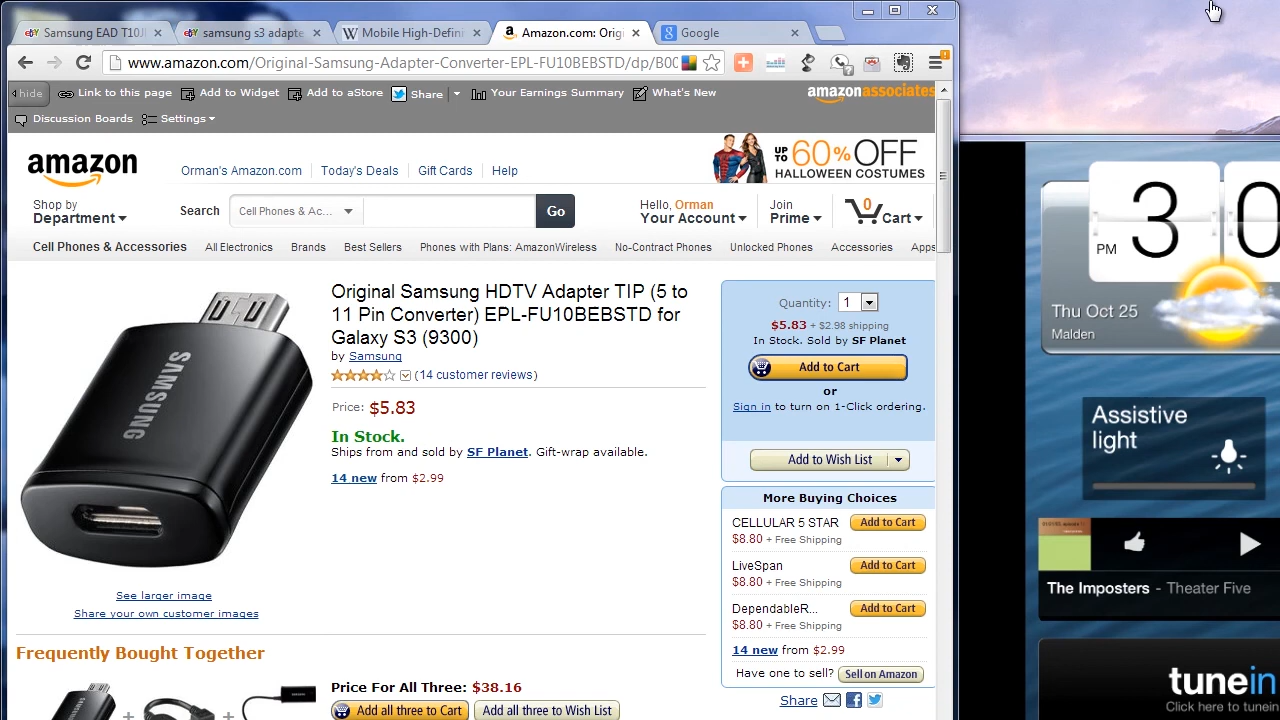 Samsung EAD T10J
samsung s3 adapte
Mobile High-Defini
Amazon.com: Origi
Google
www.amazon.com/Original-Samsung-Adapter-Converter-EPL-FU10BEBSTD/dp/B00
hide
Link to this page
Add to Widget
Add to aStore
Share
Your Earnings Summary
What's New
amazonassociates
Discussion Boards
Settings
amazon
Orman's Amazon.com
Today's Deals
Gift Cards
Help
UP TO 60% OFF
HALLOWEEN COSTUMES
Shop by
Department
Search
Cell Phones & Ac...
Go
Hello, Orman
Your Account
Join
Prime
0
Cart
Cell Phones & Accessories
All Electronics
Brands
Best Sellers
Phones with Plans: AmazonWireless
No-Contract Phones
Unlocked Phones
Accessories
Apps
SAMSUNG
See larger image
Share your own customer images
Original Samsung HDTV Adapter TIP (5 to
11 Pin Converter) EPL-FU10BEBSTD for
Galaxy S3 (9300)
by Samsung
(14 customer reviews)
Price: $5.83
In Stock.
Ships from and sold by SF Planet. Gift-wrap available.
14 new from $2.99
Quantity: 1
$5.83 + $2.98 shipping
In Stock. Sold by SF Planet
Add to Cart
or
Sign in to turn on 1-Click ordering.
Add to Wish List
More Buying Choices
CELLULAR 5 STAR
Add to Cart
$8.80 + Free Shipping
LiveSpan
Add to Cart
$8.80 + Free Shipping
DependableR...
Add to Cart
$8.80 + Free Shipping
14 new from $2.99
Have one to sell? Sell on Amazon
Share
Frequently Bought Together
Price For All Three: $38.16
Add all three to Cart
Add all three to Wish List
PM
3
0
Thu Oct 25
Malden
Assistive
light
The Imposters - Theater Five
tunein
Click here to tunein